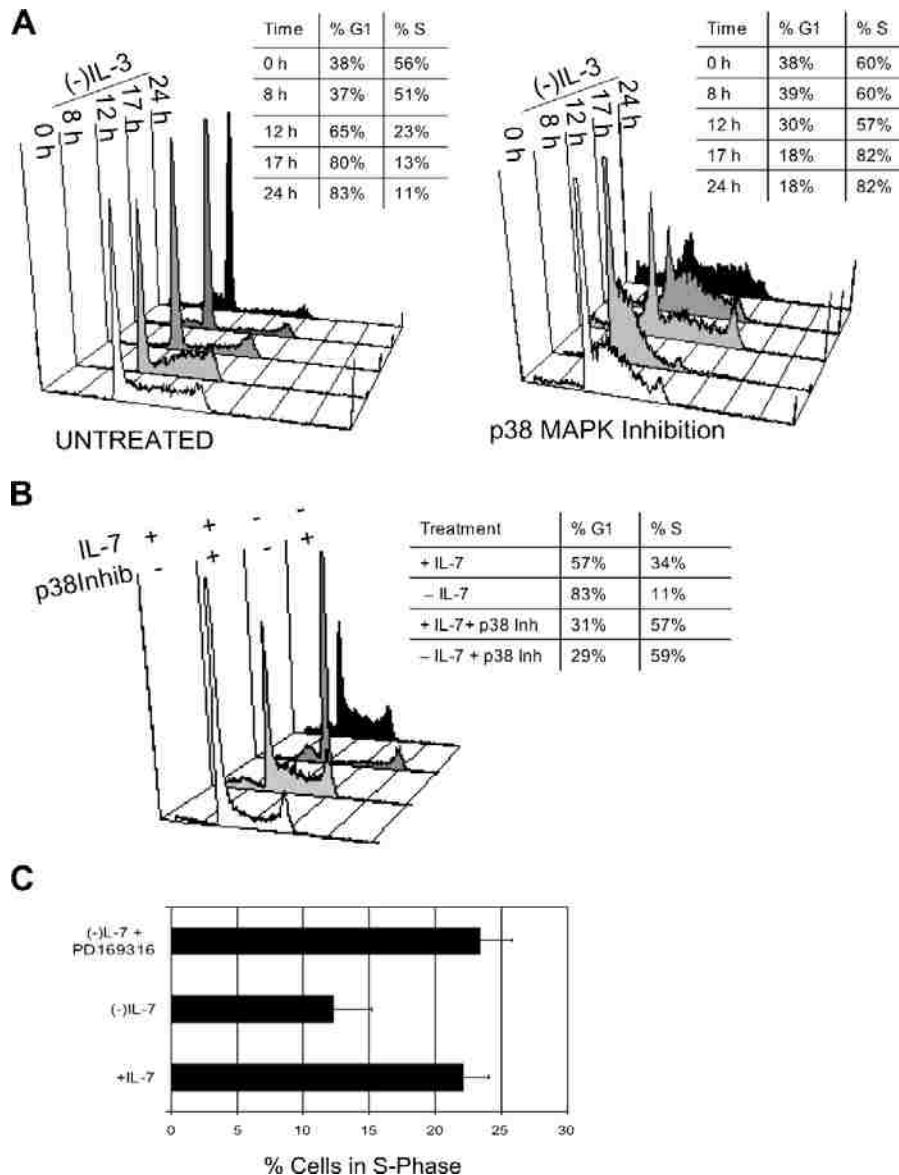 A
Time % G1 % S
0 h 38% 56%
8 h 37% 51%
12 h 65% 23%
17 h 80% 13%
24 h 83% 11%
(-)IL-3
0 h
8 h
12 h
17 h
24 h
UNTREATED
Time % G1 % S
0 h 38% 60%
8 h 39% 60%
12 h 30% 57%
17 h 18% 82%
24 h 18% 82%
(-)IL-3
0 h
8 h
12 h
17 h
24 h
p38 MAPK Inhibition
B
IL-7 + + - -
p38Inhib - + - +
Treatment % G1 % S
+ IL-7 57% 34%
– IL-7 83% 11%
+ IL-7+ p38 Inh 31% 57%
– IL-7 + p38 Inh 29% 59%
C
(-)IL-7 +
PD169316
(-)IL-7
+IL-7
0 5 10 15 20 25 30
% Cells in S-Phase